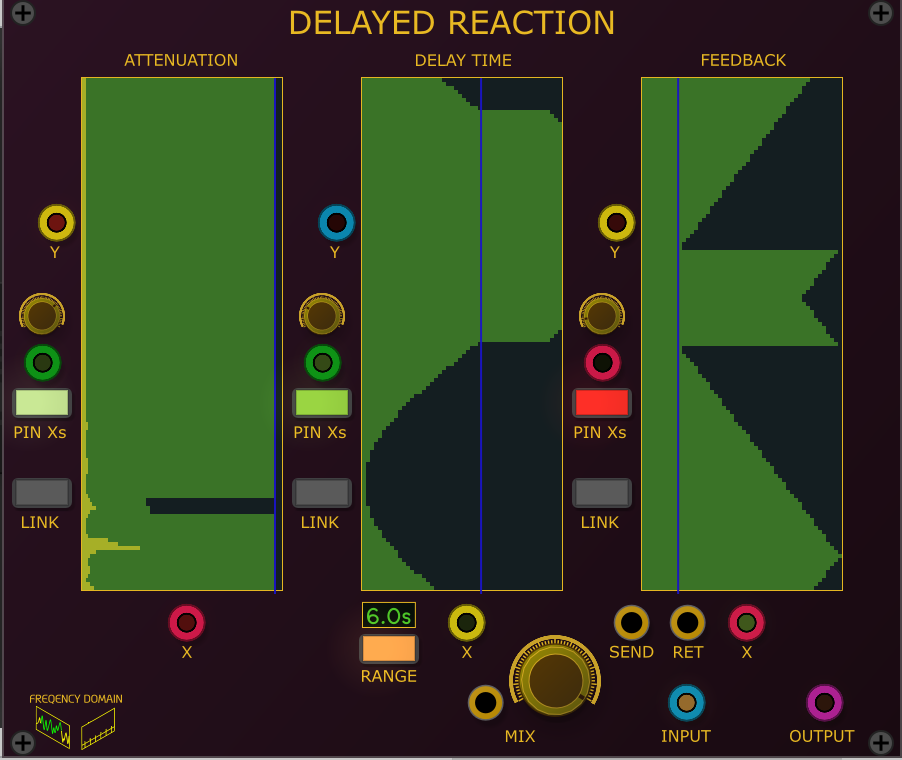 DELAYED REACTION
ATTENUATION
DELAY TIME
FEEDBACK
Y
Y
Y
PIN Xs
PIN Xs
PIN Xs
LINK
LINK
LINK
6.0s
X
X
SEND
RET
X
RANGE
FREQENCY DOMAIN
MIX
INPUT
OUTPUT